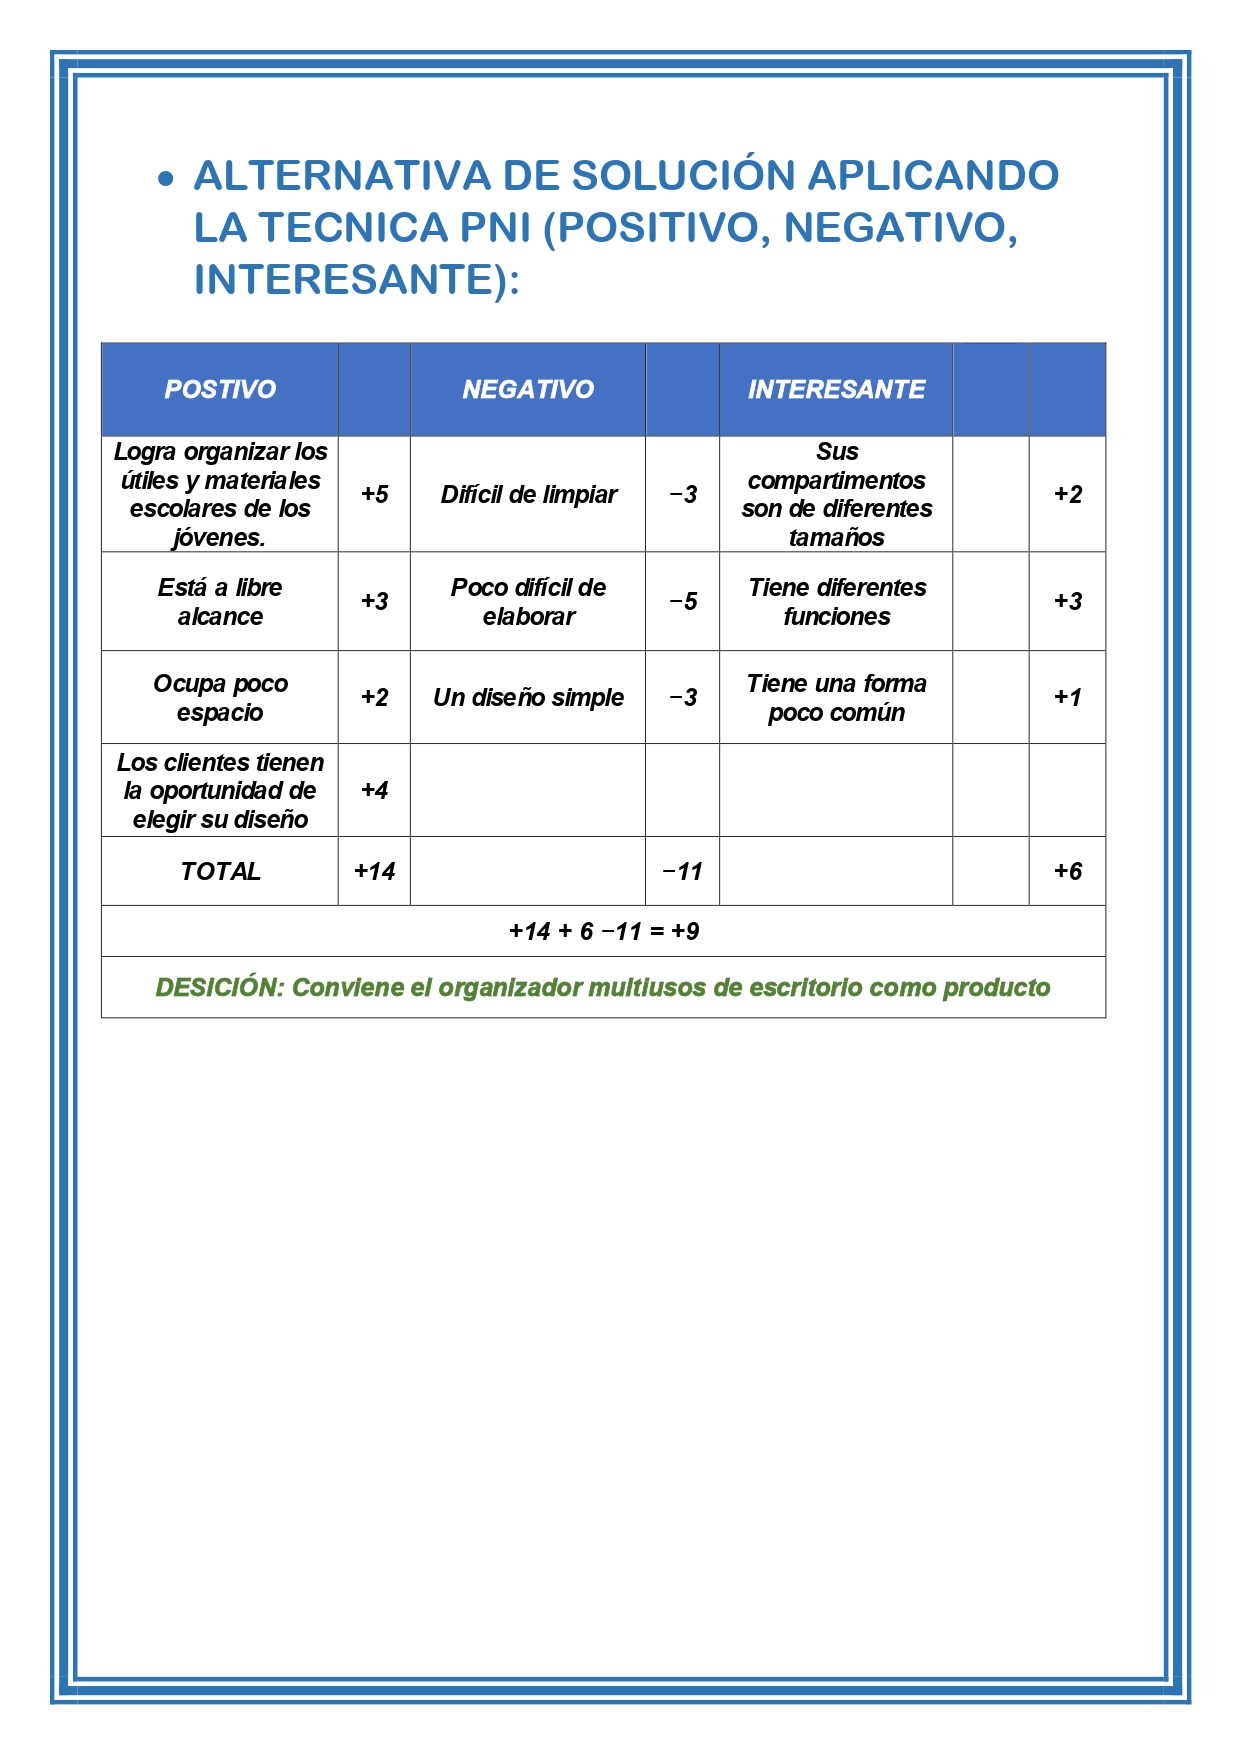 • ALTERNATIVA DE SOLUCIÓN APLICANDO
LA TECNICA PNI (POSITIVO, NEGATIVO,
INTERESANTE):
POSTIVO NEGATIVO INTERESANTE
Logra organizar los
útiles y materiales
escolares de los
jóvenes.
+5
Difícil de limpiar
−3
Sus
compartimentos
son de diferentes
tamaños
+2
Está a libre
alcance
+3
Poco difícil de
elaborar
−5
Tiene diferentes
funciones
+3
Ocupa poco
espacio
+2
Un diseño simple
−3
Tiene una forma
poco común
+1
Los clientes tienen
la oportunidad de
elegir su diseño
+4
TOTAL +14 −11 +6
+14 + 6 −11 = +9
DESICIÓN: Conviene el organizador multiusos de escritorio como producto